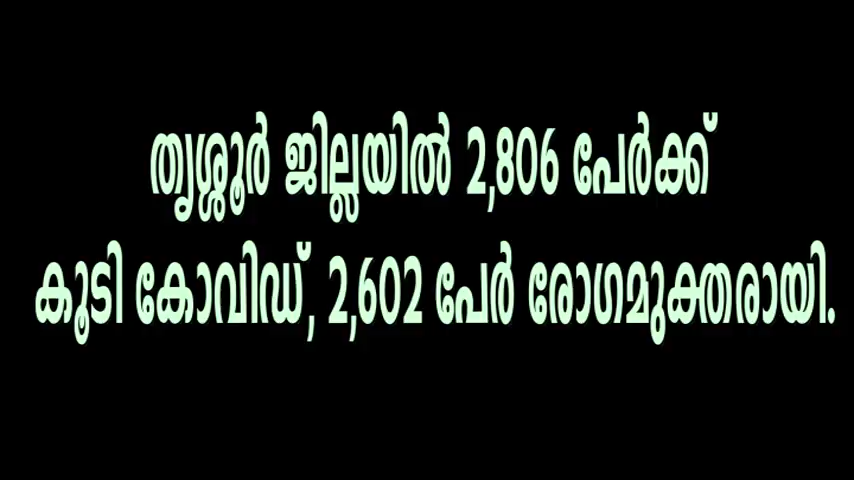 തൃശ്ശൂർ ജില്ലയിൽ 2,806 പേർക്ക്
കൂടി കോവിഡ്, 2,602 പേർ രോഗമുക്തരായി.